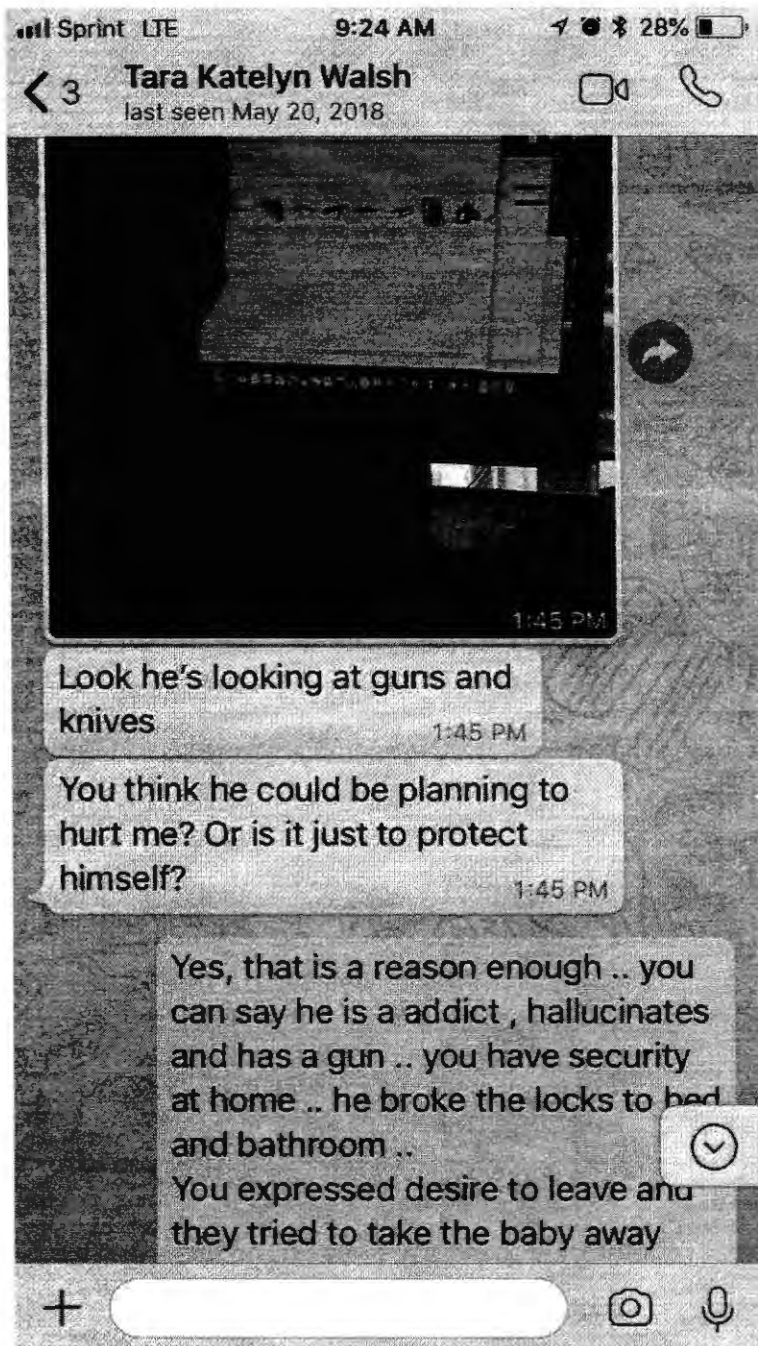 Sprint LTE 9:24 AM 28%
3 Tara Katelyn Walsh
last seen May 20, 2018
1:45 PM
Look he's looking at guns and
knives 1:45 PM
You think he could be planning to
hurt me? Or is it just to protect
himself? 1:45 PM
Yes, that is a reason enough .. you
can say he is a addict , hallucinates
and has a gun .. you have security
at home .. he broke the locks to bed
and bathroom ..
You expressed desire to leave and
they tried to take the baby away